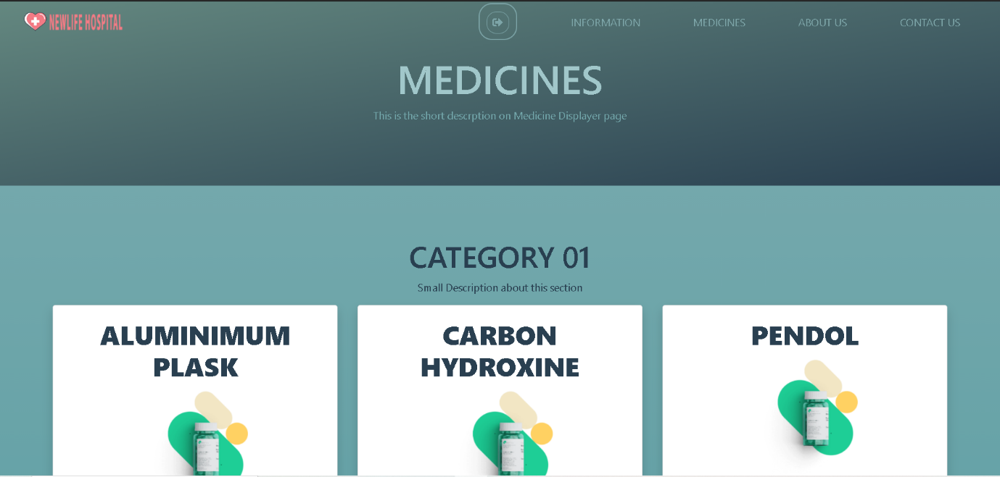 NEWLIFE HOSPITAL
INFORMATION
MEDICINES
ABOUT US
CONTACT US
MEDICINES
This is the short descrption on Medicine Displayer page
CATEGORY 01
Small Description about this section
ALUMINIMUM
PLASK
CARBON
HYDROXINE
PENDOL